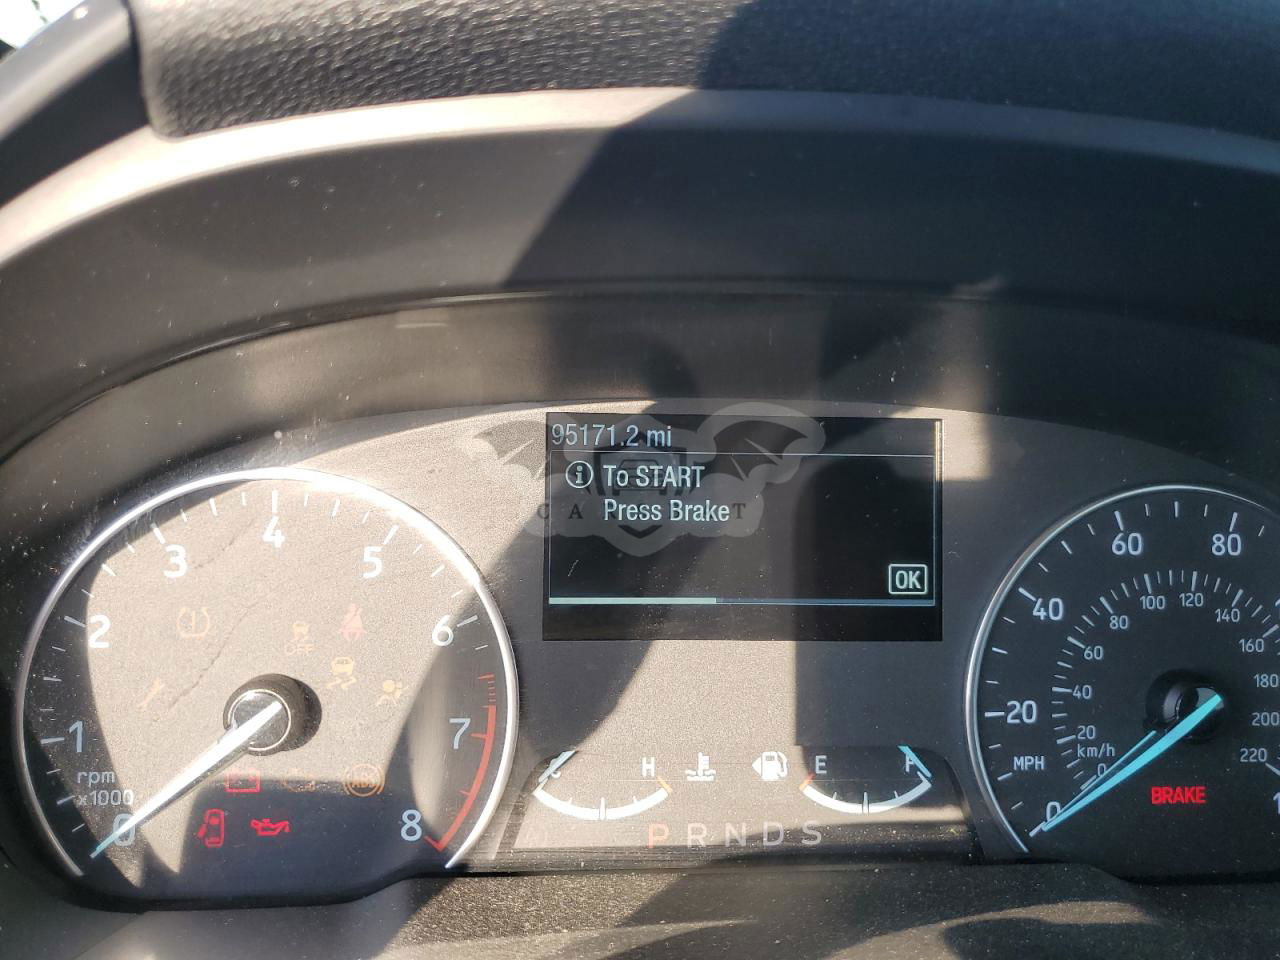 95171.2 mi
To START
Press Brake
OK
0 1 2 3 4 5 6 7 8
rpm
x1000
OFF
ABS
C H
E F
P R N D S
0 20 40 60 80
MPH
0 20 40 60 80 100 120 140 160 180 200 220
km/h
BRAKE